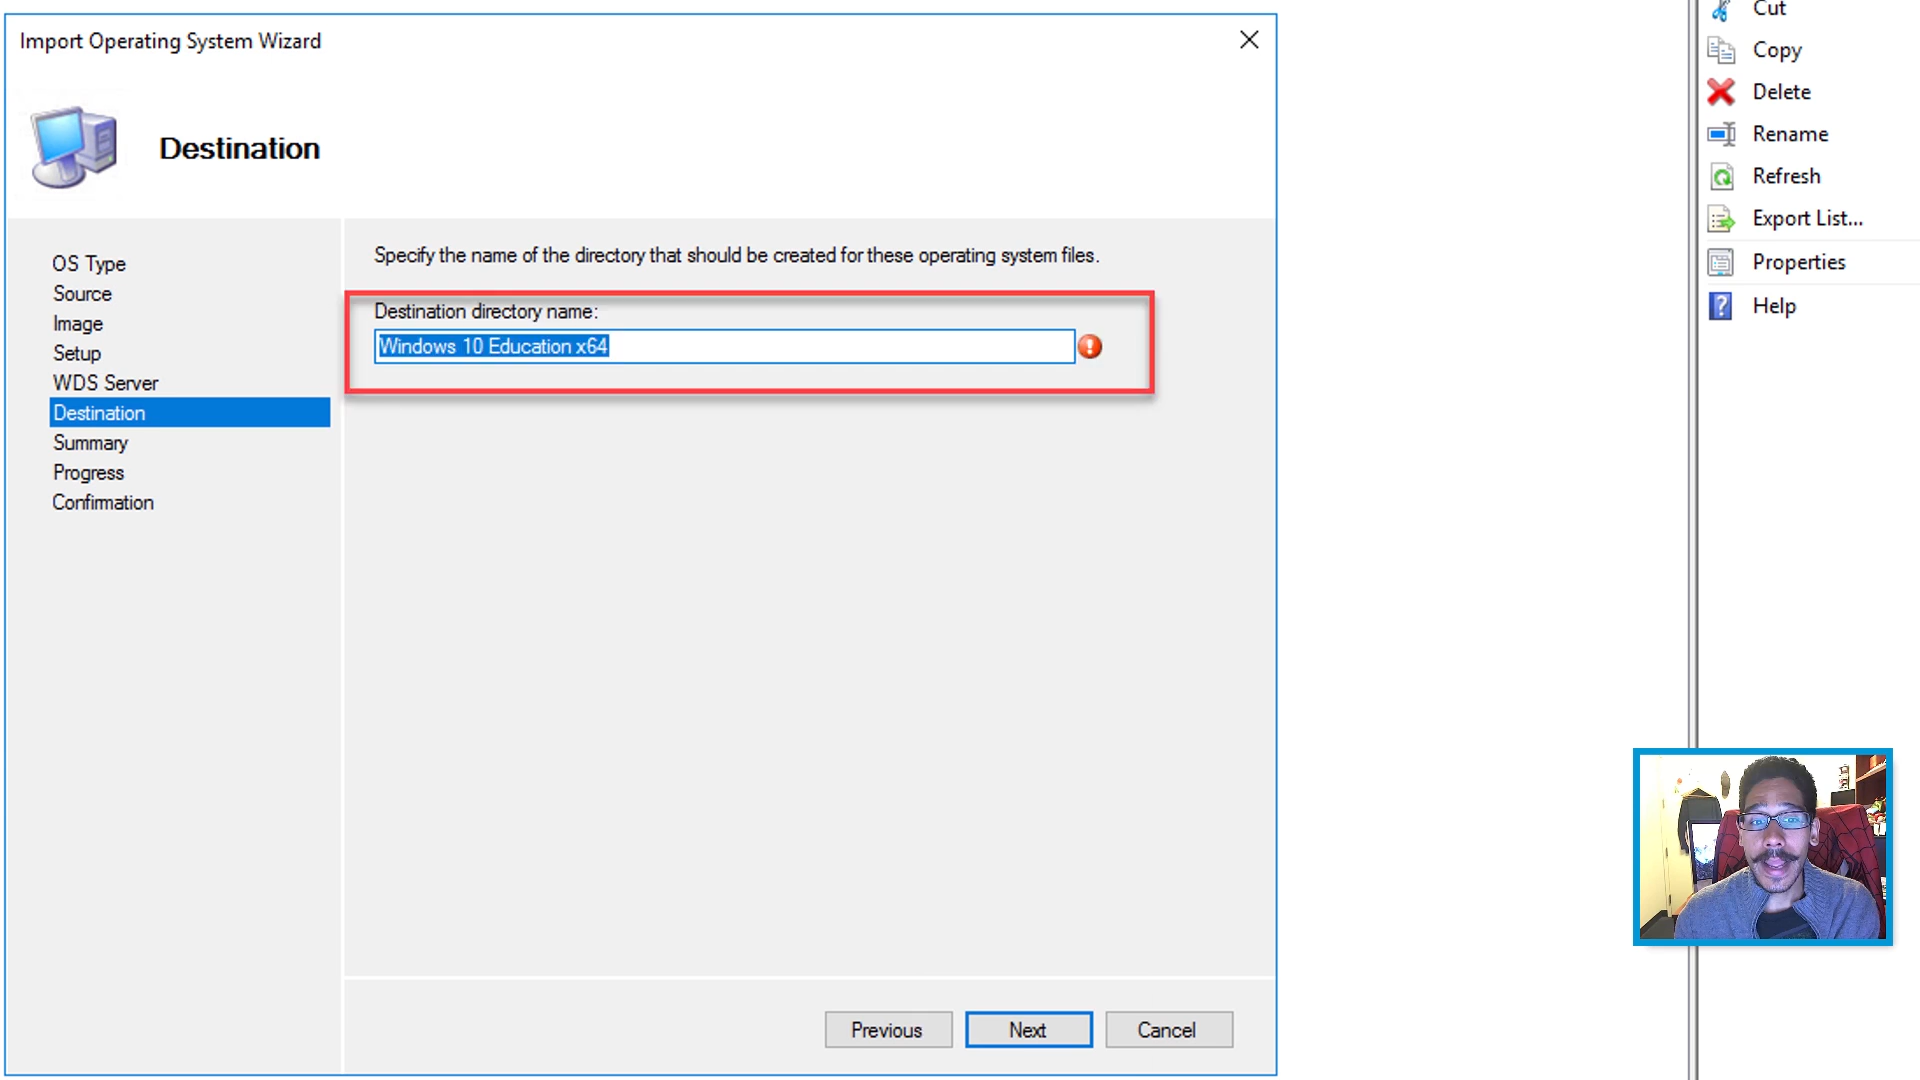 Import Operating System Wizard
Destination
OS Type
Source
Image
Setup
WDS Server
Destination
Summary
Progress
Confirmation
Specify the name of the directory that should be created for these operating system files.
Destination directory name:
Windows 10 Education x64
Previous
Next
Cancel
Cut
Copy
Delete
Rename
Refresh
Export List...
Properties
Help